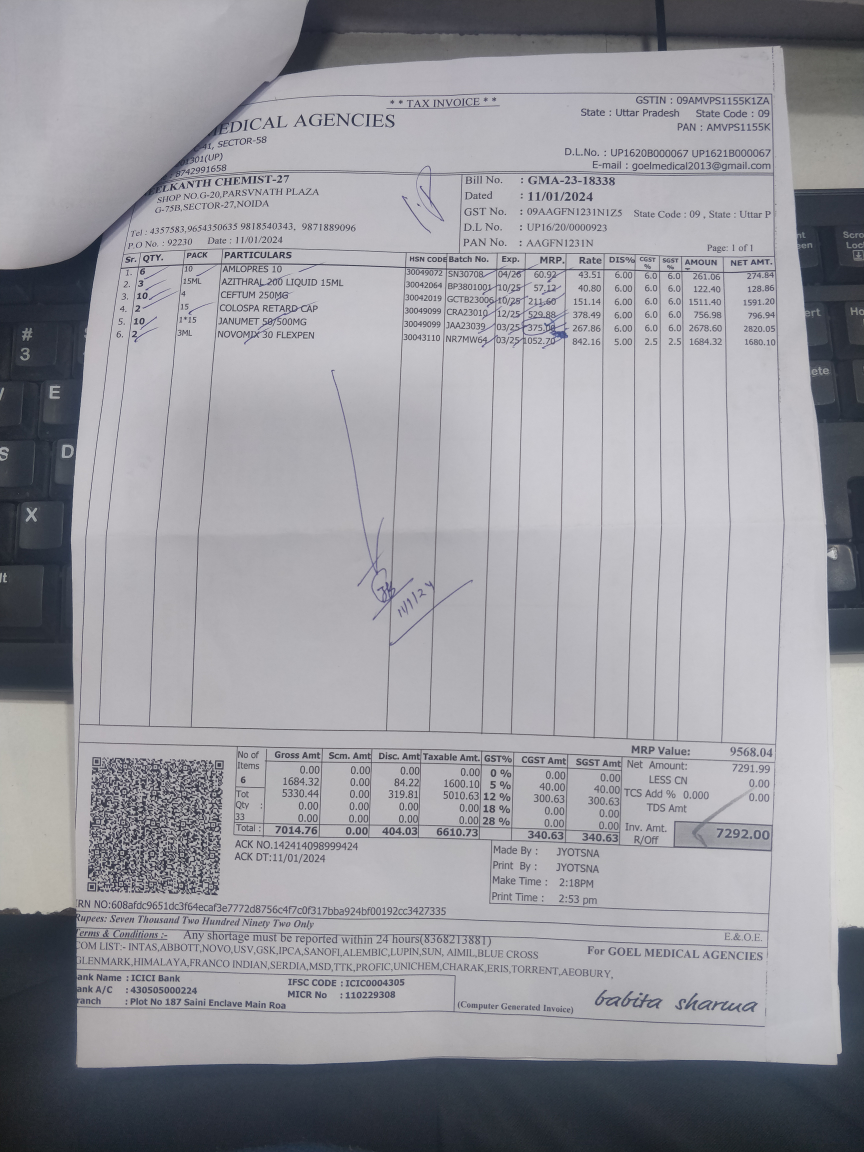 ** TAX INVOICE **
GSTIN : 09AMVPS1155K1ZA
State : Uttar Pradesh State Code : 09
PAN : AMVPS1155K
MEDICAL AGENCIES
SECTOR-58
(UP)
8742991658
D.L.No. : UP1620B000067 UP1621B000067
E-mail : goelmedical2013@gmail.com
ELKANTH CHEMIST-27
SHOP NO.G-20,PARSVNATH PLAZA
G-75B,SECTOR-27,NOIDA
Tel : 4357583,9654350635 9818540343, 9871889096
P.O No. : 92230 Date : 11/01/2024
Bill No. : GMA-23-18338
Dated : 11/01/2024
GST No. : 09AAGFN1231N1Z5 State Code : 09 , State : Uttar P
D.L No. : UP16/20/0000923
PAN No. : AAGFN1231N
Page: 1 of 1
Sr. QTY. PACK PARTICULARS HSN CODE Batch No. Exp. MRP. Rate DIS% CGST % SGST % AMOUN NET AMT.
1. 6 10 AMLOPRES 10 30049072 SN30708 04/26 60.92 43.51 6.00 6.0 6.0 261.06 274.84
2. 3 15ML AZITHRAL 200 LIQUID 15ML 30042064 BP3801001 10/25 57.12 40.80 6.00 6.0 6.0 122.40 128.86
3. 10 4 CEFTUM 250MG 30042019 GCTB23006 10/25 211.60 151.14 6.00 6.0 6.0 1511.40 1591.20
4. 2 15 COLOSPA RETARD CAP 30049099 CRA23010 12/25 529.88 378.49 6.00 6.0 6.0 756.98 796.94
5. 10 1*15 JANUMET 50/500MG 30049099 JAA23039 03/25 375.00 267.86 6.00 6.0 6.0 2678.60 2820.05
6. 2 3ML NOVOMIX 30 FLEXPEN 30043110 NR7MW64 03/25 1052.70 842.16 5.00 2.5 2.5 1684.32 1680.10
11/1/24
No of Items Gross Amt Scm. Amt Disc. Amt Taxable Amt. GST% CGST Amt SGST Amt
0.00 0.00 0.00 0.00 0 % 0.00 0.00
6 1684.32 0.00 84.22 1600.10 5 % 40.00 40.00
Tot 5330.44 0.00 319.81 5010.63 12 % 300.63 300.63
Qty : 0.00 0.00 0.00 0.00 18 % 0.00 0.00
33 0.00 0.00 0.00 0.00 28 % 0.00 0.00
Total : 7014.76 0.00 404.03 6610.73 340.63 340.63
MRP Value: 9568.04
Net Amount: 7291.99
LESS CN 0.00
TCS Add % 0.000 0.00
TDS Amt
Inv. Amt. R/Off 7292.00
ACK NO.142414098999424
ACK DT:11/01/2024
Made By : JYOTSNA
Print By : JYOTSNA
Make Time : 2:18PM
Print Time : 2:53 pm
RN NO:608afdc9651dc3f64ecaf3e7772d8756c4f7c0f317bba924bf00192cc3427335
Rupees: Seven Thousand Two Hundred Ninety Two Only
Terms & Conditions :- Any shortage must be reported within 24 hours(8368213881) E.&.O.E.
COM LIST:- INTAS,ABBOTT,NOVO,USV,GSK,IPCA,SANOFI,ALEMBIC,LUPIN,SUN, AIMIL,BLUE CROSS
GLENMARK,HIMALAYA,FRANCO INDIAN,SERDIA,MSD,TTK,PROFIC,UNICHEM,CHARAK,ERIS,TORRENT,AEOBURY,
For GOEL MEDICAL AGENCIES
ank Name : ICICI Bank IFSC CODE : ICIC0004305
ank A/C : 430505000224 MICR No : 110229308
ranch : Plot No 187 Saini Enclave Main Roa
(Computer Generated Invoice)
babita sharma